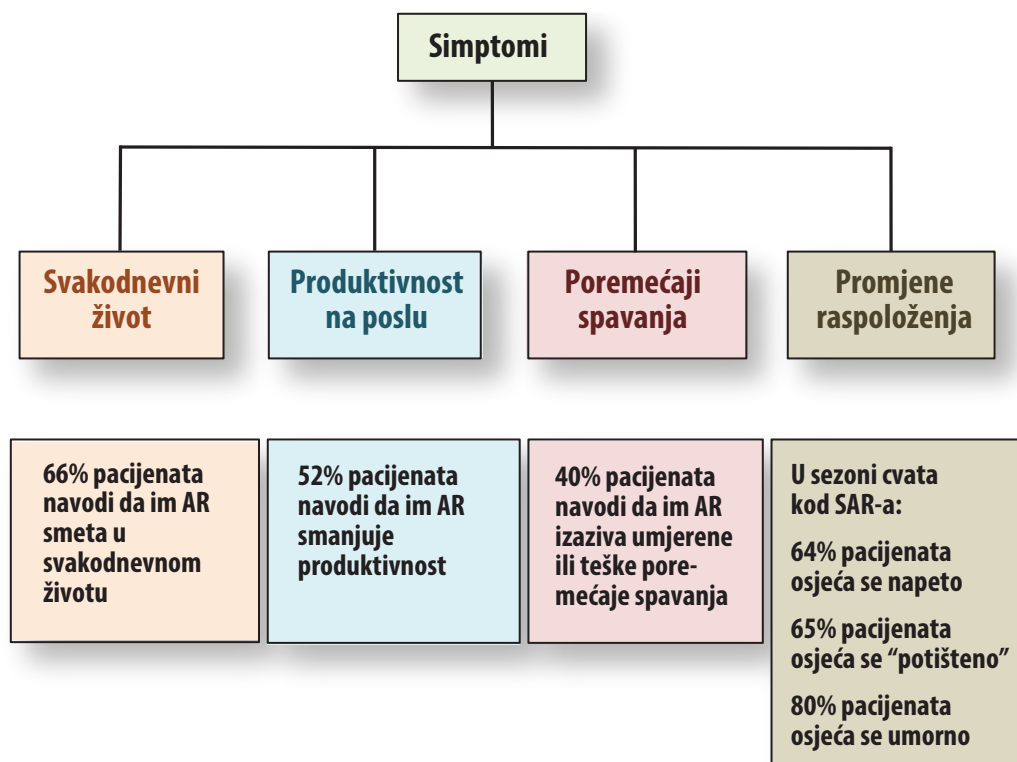 Simptomi
Svakodnevni
život
Produktivnost
na poslu
Poremećaji
spavanja
Promjene
raspoloženja
66% pacijenata
navodi da im AR
smeta u
svakodnevnom
životu
52% pacijenata
navodi da im AR
smanjuje
produktivnost
40% pacijenata
navodi da im AR
izaziva umjerene
ili teške pore-
mećaje spavanja
U sezoni cvata
kod SAR-a:
64% pacijenata
osjeća se napeto
65% pacijenata
osjeća se “potišteno”
80% pacijenata
osjeća se umorno